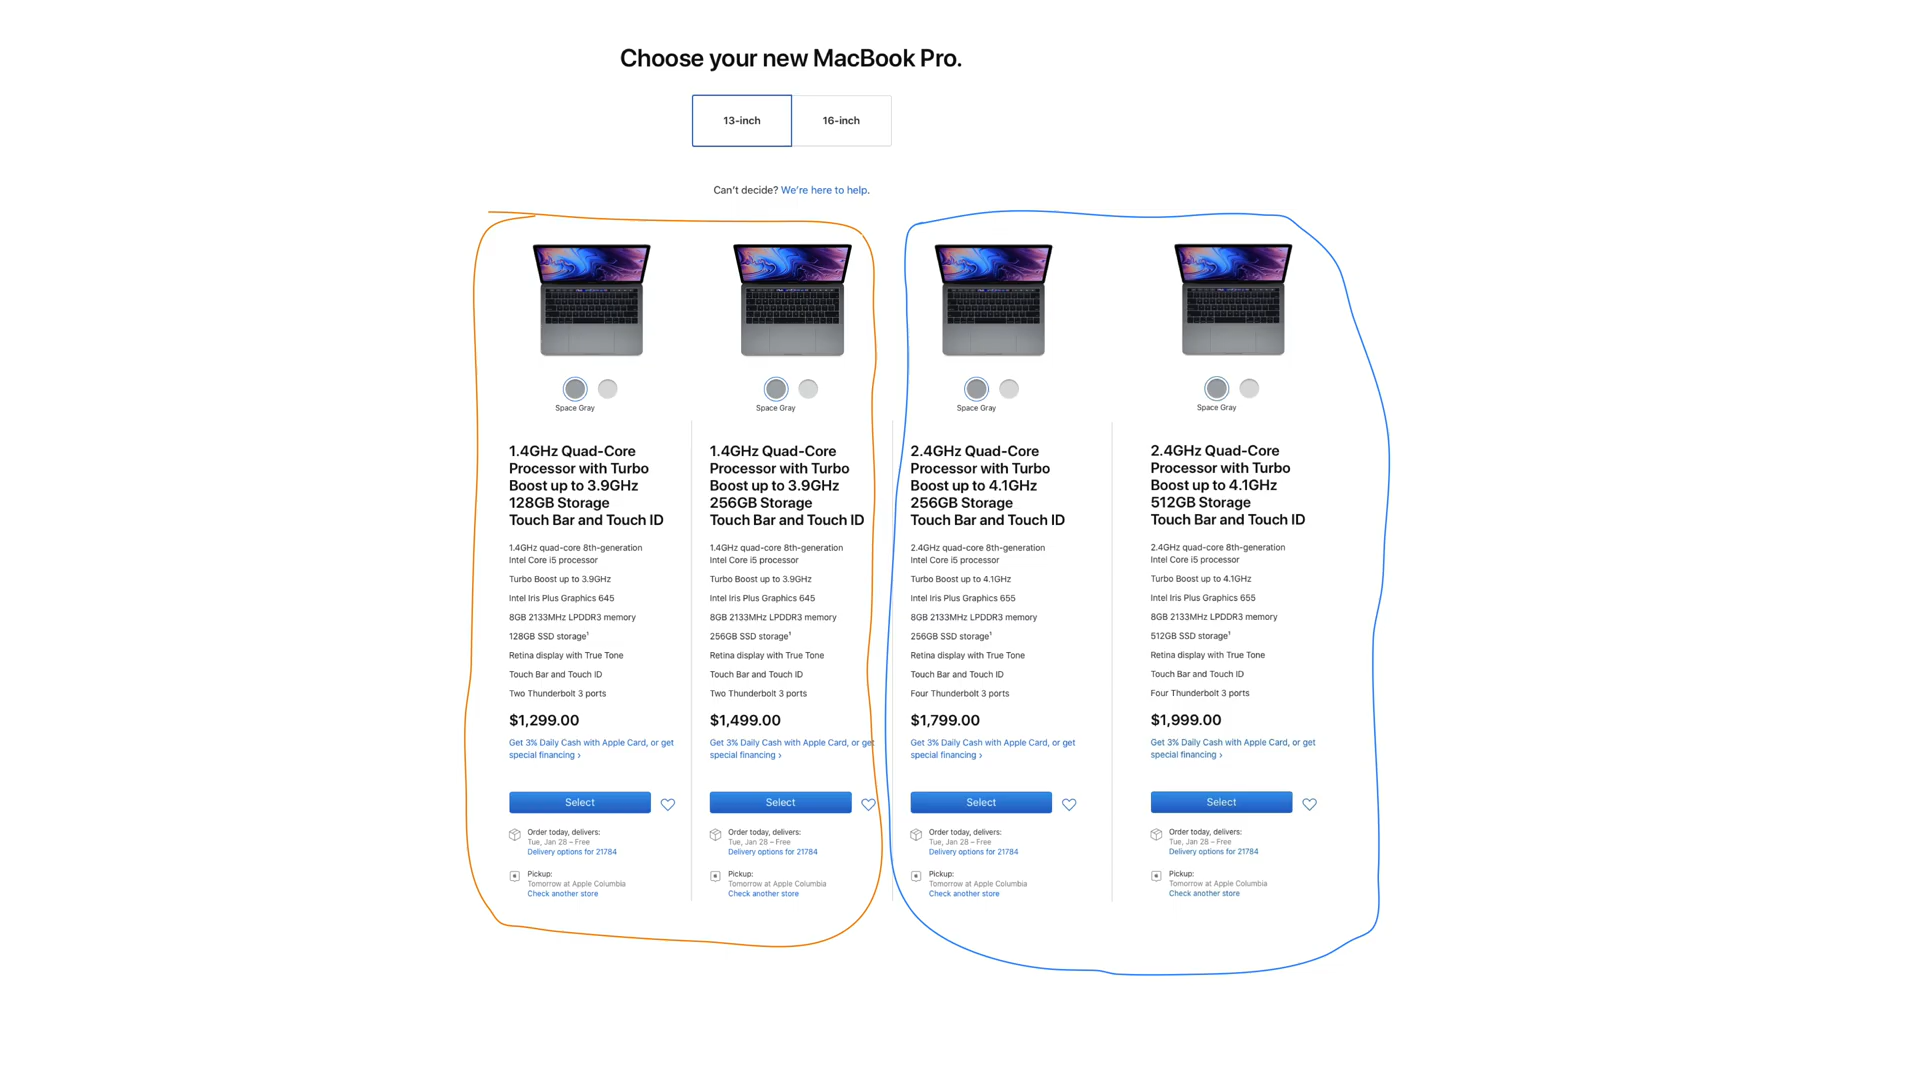 Choose your new MacBook Pro.
13-inch
16-inch
Can't decide? We're here to help.
Space Gray
1.4GHz Quad-Core
Processor with Turbo
Boost up to 3.9GHz
128GB Storage
Touch Bar and Touch ID
1.4GHz quad-core 8th-generation
Intel Core i5 processor
Turbo Boost up to 3.9GHz
Intel Iris Plus Graphics 645
8GB 2133MHz LPDDR3 memory
128GB SSD storage¹
Retina display with True Tone
Touch Bar and Touch ID
Two Thunderbolt 3 ports
$1,299.00
Get 3% Daily Cash with Apple Card, or get
special financing ›
Select
Order today, delivers:
Tue, Jan 28 – Free
Delivery options for 21784
Pickup:
Tomorrow at Apple Columbia
Check another store
Space Gray
1.4GHz Quad-Core
Processor with Turbo
Boost up to 3.9GHz
256GB Storage
Touch Bar and Touch ID
1.4GHz quad-core 8th-generation
Intel Core i5 processor
Turbo Boost up to 3.9GHz
Intel Iris Plus Graphics 645
8GB 2133MHz LPDDR3 memory
256GB SSD storage¹
Retina display with True Tone
Touch Bar and Touch ID
Two Thunderbolt 3 ports
$1,499.00
Get 3% Daily Cash with Apple Card, or get
special financing ›
Select
Order today, delivers:
Tue, Jan 28 – Free
Delivery options for 21784
Pickup:
Tomorrow at Apple Columbia
Check another store
Space Gray
2.4GHz Quad-Core
Processor with Turbo
Boost up to 4.1GHz
256GB Storage
Touch Bar and Touch ID
2.4GHz quad-core 8th-generation
Intel Core i5 processor
Turbo Boost up to 4.1GHz
Intel Iris Plus Graphics 655
8GB 2133MHz LPDDR3 memory
256GB SSD storage¹
Retina display with True Tone
Touch Bar and Touch ID
Four Thunderbolt 3 ports
$1,799.00
Get 3% Daily Cash with Apple Card, or get
special financing ›
Select
Order today, delivers:
Tue, Jan 28 – Free
Delivery options for 21784
Pickup:
Tomorrow at Apple Columbia
Check another store
Space Gray
2.4GHz Quad-Core
Processor with Turbo
Boost up to 4.1GHz
512GB Storage
Touch Bar and Touch ID
2.4GHz quad-core 8th-generation
Intel Core i5 processor
Turbo Boost up to 4.1GHz
Intel Iris Plus Graphics 655
8GB 2133MHz LPDDR3 memory
512GB SSD storage¹
Retina display with True Tone
Touch Bar and Touch ID
Four Thunderbolt 3 ports
$1,999.00
Get 3% Daily Cash with Apple Card, or get
special financing ›
Select
Order today, delivers:
Tue, Jan 28 – Free
Delivery options for 21784
Pickup:
Tomorrow at Apple Columbia
Check another store